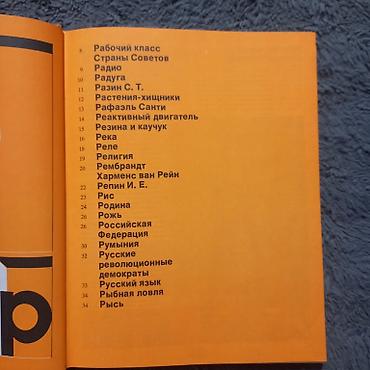 8 Рабочий класс
Страны Советов
9 Радио
10 Радуга
11 Разин С. Т.
12 Растения-хищники
13 Рафаэль Санти
14 Реактивный двигатель
15 Резина и каучук
16 Река
18 Реле
19 Религия
20 Рембрандт
Харменс ван Рейн
22 Репин И. Е.
23 Рис
24 Родина
26 Рожь
26 Российская
Федерация
30 Румыния
32 Русские
революционные
демократы
33 Русский язык
34 Рыбная ловля
34 Рысь
р